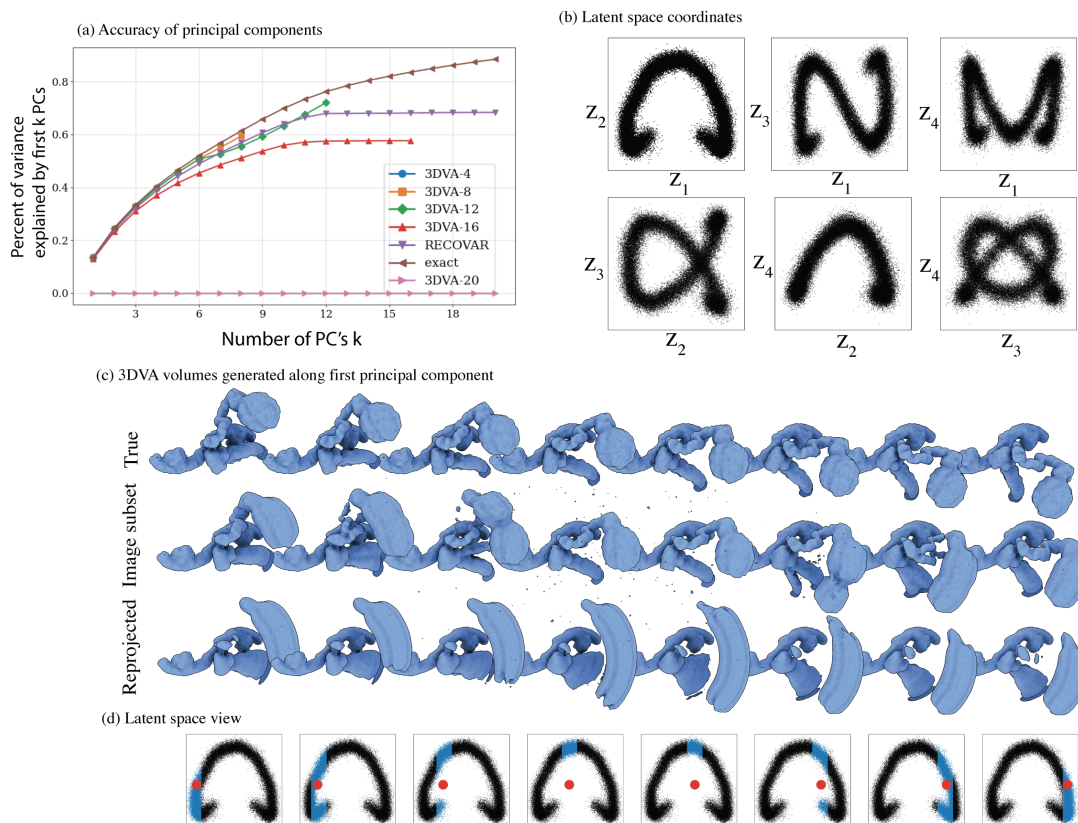 (a) Accuracy of principal components
Percent of variance
explained by first k PCs
0.8
0.6
0.4
0.2
0.0
3
6
9
12
15
18
3DVA-4
3DVA-8
3DVA-12
3DVA-16
RECOVAR
exact
3DVA-20
Number of PC's k
(b) Latent space coordinates
Z2
Z1
Z3
Z1
Z4
Z1
Z3
Z2
Z4
Z2
Z4
Z3
(c) 3DVA volumes generated along first principal component
True
Image subset
Reprojected
(d) Latent space view